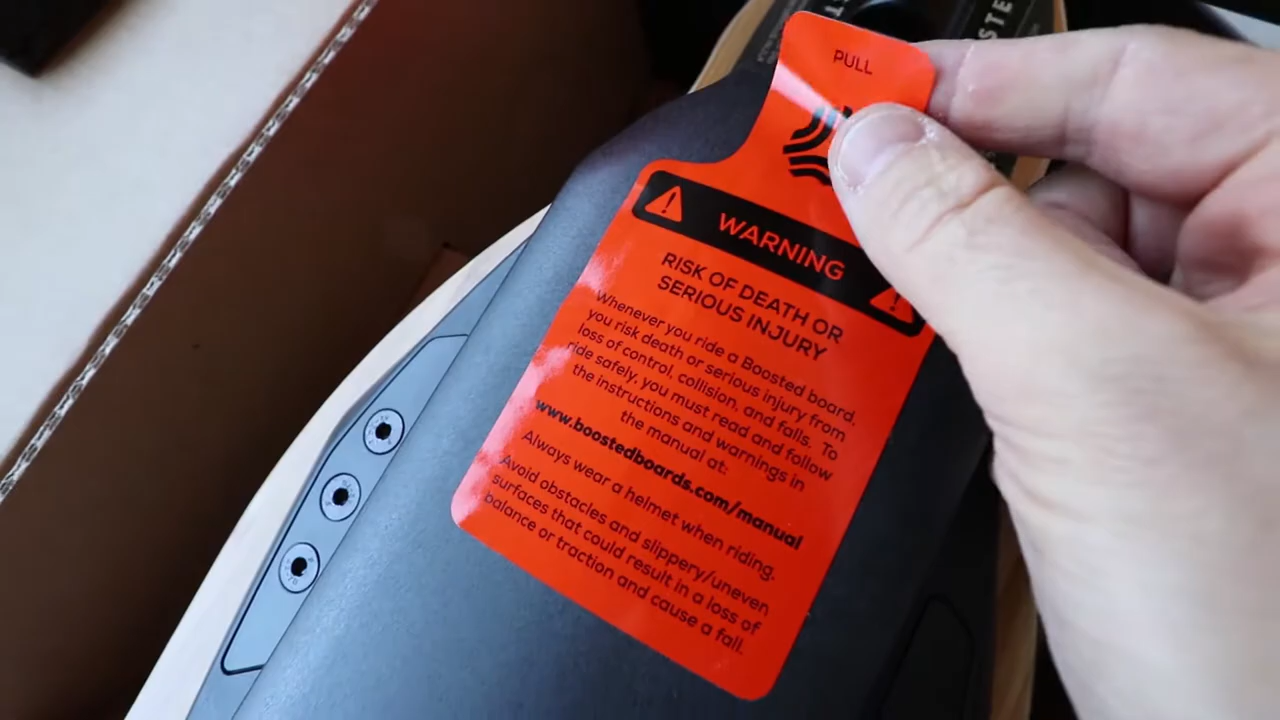 PULL
WARNING
RISK OF DEATH OR
SERIOUS INJURY
Whenever you ride a Boosted board,
you risk death or serious injury from
loss of control, collision, and falls. To
ride safely, you must read and follow
the instructions and warnings in
the manual at:
www.boostedboards.com/manual
Always wear a helmet when riding.
Avoid obstacles and slippery/uneven
surfaces that could result in a loss of
balance or traction and cause a fall.